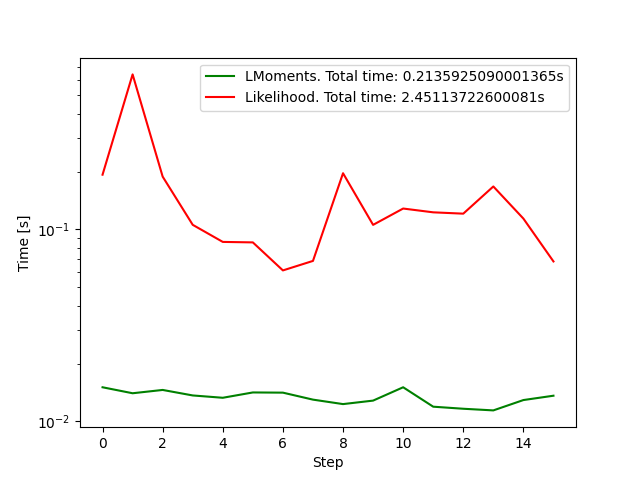 LMoments. Total time: 0.2135925090001365s
Likelihood. Total time: 2.45113722600081s
Time [s]
10⁻¹
10⁻²
0 2 4 6 8 10 12 14
Step